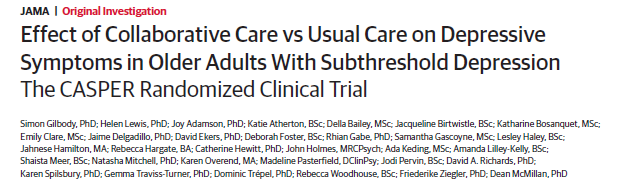 JAMA | Original Investigation
Effect of Collaborative Care vs Usual Care on Depressive
Symptoms in Older Adults With Subthreshold Depression
The CASPER Randomized Clinical Trial
Simon Gilbody, PhD; Helen Lewis, PhD; Joy Adamson, PhD; Katie Atherton, BSc; Della Bailey, MSc; Jacqueline Birtwistle, BSc; Katharine Bosanquet, MSc;
Emily Clare, MSc; Jaime Delgadillo, PhD; David Ekers, PhD; Deborah Foster, BSc; Rhian Gabe, PhD; Samantha Gascoyne, MSc; Lesley Haley, BSc;
Jahnese Hamilton, MA; Rebecca Hargate, BA; Catherine Hewitt, PhD; John Holmes, MRCPsych; Ada Keding, MSc; Amanda Lilley-Kelly, BSc;
Shaista Meer, BSc; Natasha Mitchell, PhD; Karen Overend, MA; Madeline Pasterfield, DClinPsy; Jodi Pervin, BSc; David A. Richards, PhD;
Karen Spilsbury, PhD; Gemma Traviss-Turner, PhD; Dominic Trépel, PhD; Rebecca Woodhouse, BSc; Friederike Ziegler, PhD; Dean McMillan, PhD